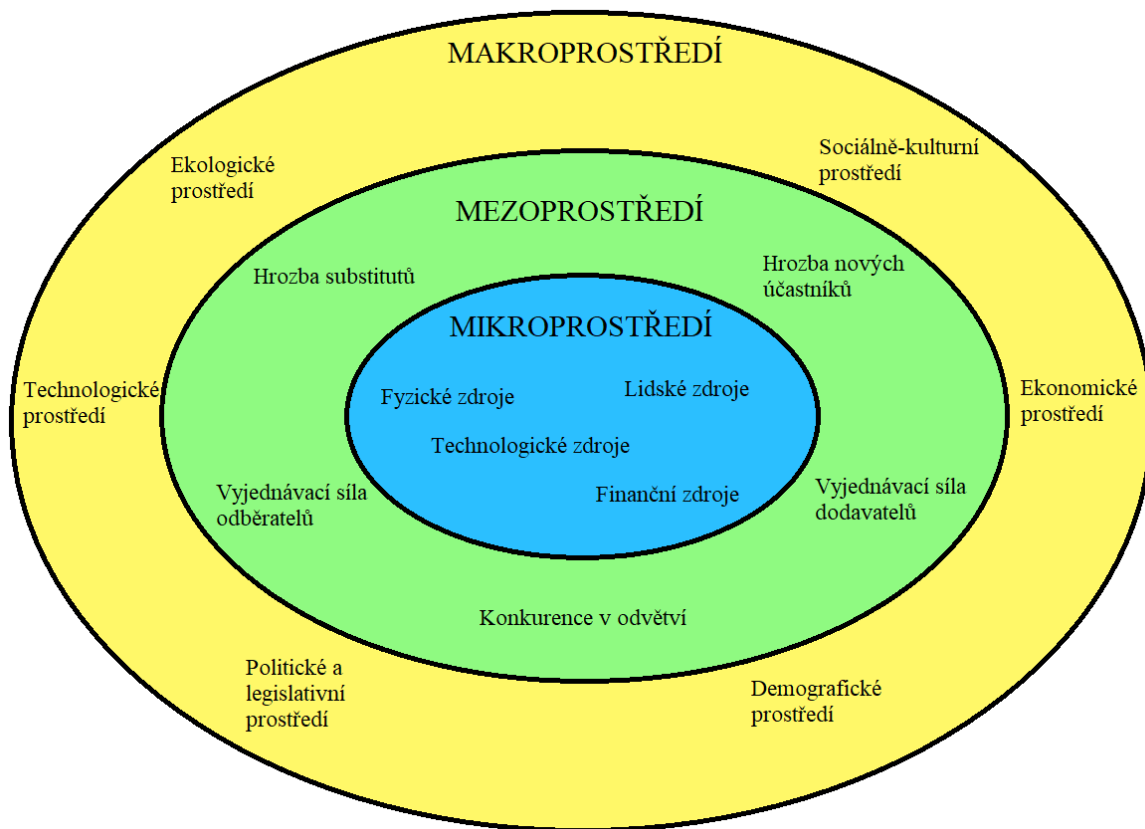 MAKROPROSTŘEDÍ
Ekologické
prostředí
Sociálně-kulturní
prostředí
MEZOPROSTŘEDÍ
Hrozba substitutů
Hrozba nových
účastníků
MIKROPROSTŘEDÍ
Technologické
prostředí
Fyzické zdroje
Lidské zdroje
Ekonomické
prostředí
Technologické zdroje
Vyjednávací síla
odběratelů
Finanční zdroje
Vyjednávací síla
dodavatelů
Konkurence v odvětví
Politické a
legislativní
prostředí
Demografické
prostředí